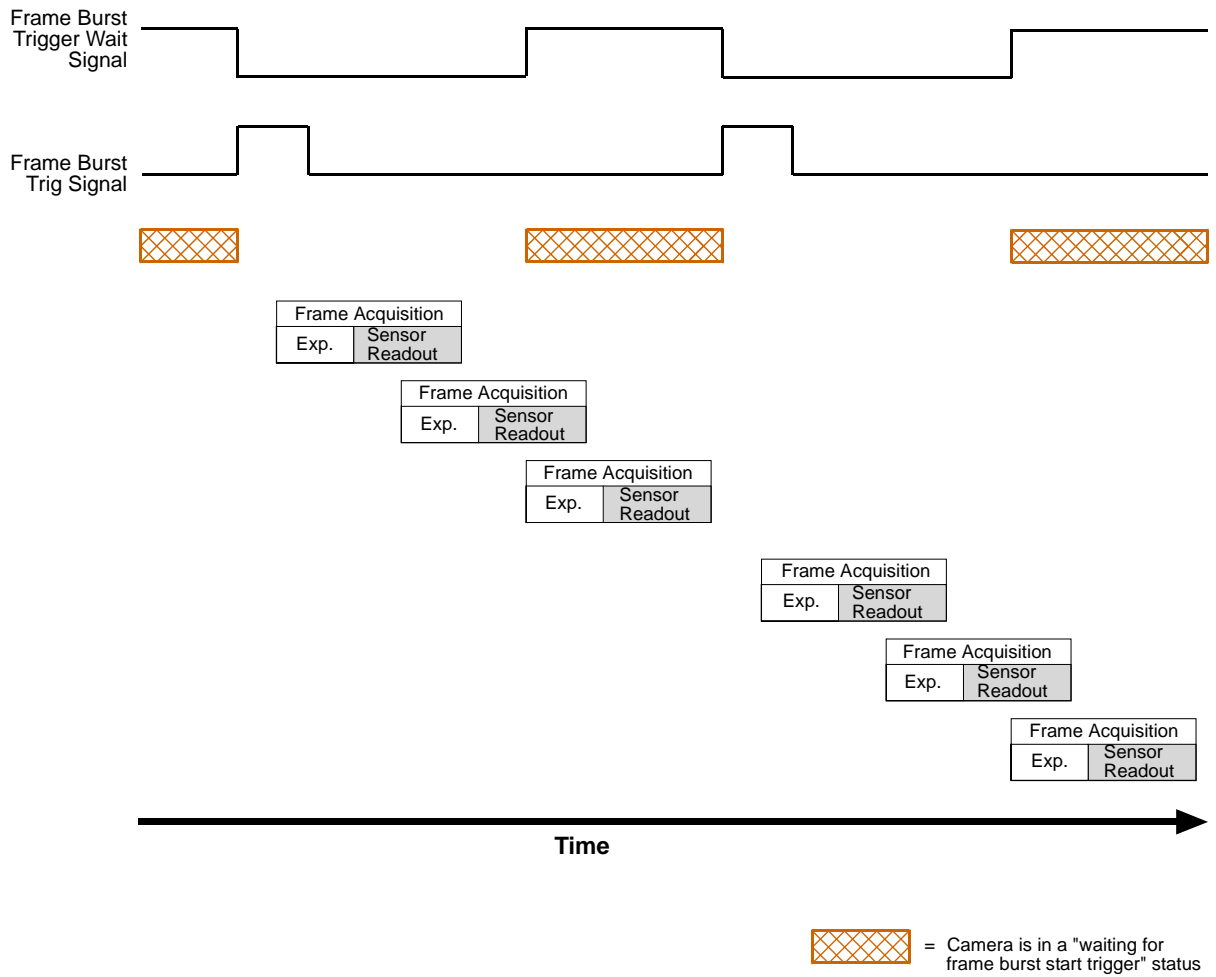 Frame Burst
Trigger Wait
Signal
Frame Burst
Trig Signal
Frame Acquisition
Exp.
Sensor
Readout
Frame Acquisition
Exp.
Sensor
Readout
Frame Acquisition
Exp.
Sensor
Readout
Frame Acquisition
Exp.
Sensor
Readout
Frame Acquisition
Exp.
Sensor
Readout
Frame Acquisition
Exp.
Sensor
Readout
Time
= Camera is in a "waiting for
frame burst start trigger" status